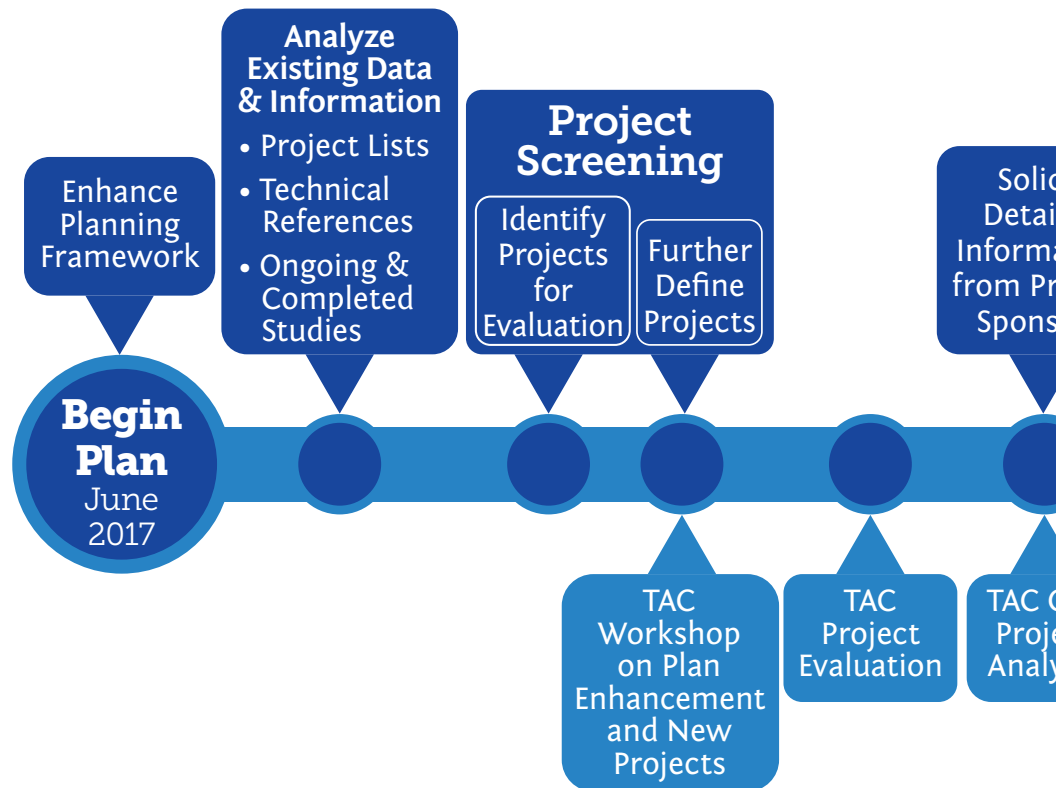 Analyze
Existing Data
& Information
• Project Lists
• Technical
References
• Ongoing &
Completed
Studies
Project
Screening
Identify
Projects
for
Evaluation
Further
Define
Projects
Enhance
Planning
Framework
from
Begin
Plan
June
2017
TAC
Workshop
on Plan
Enhancement
and New
Projects
TAC
Project
Evaluation
TAC